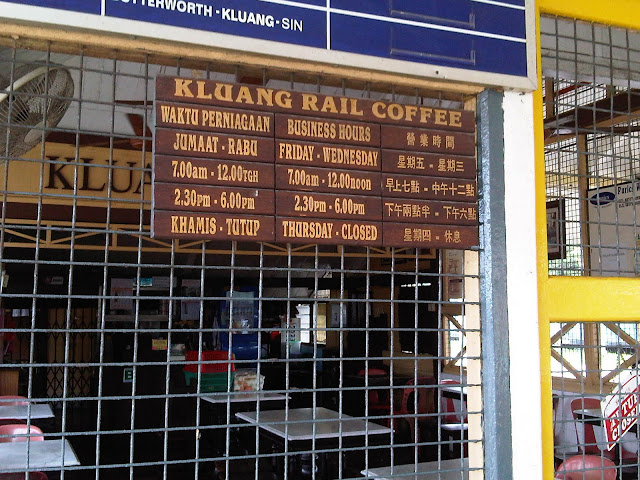 BUTTERWORTH - KLUANG - SIN
KLUANG RAIL COFFEE
WAKTU PERNIAGAAN BUSINESS HOURS 營業時間
JUMAAT - RABU FRIDAY - WEDNESDAY 星期五 - 星期三
7.00am - 12.00TGH 7.00am - 12.00noon 早上七點 - 中午十二點
2.30PM - 6.00PM. 2.30PM - 6.00PM. 下午兩點半 - 下午六點
KHAMIS - TUTUP THURSDAY - CLOSED 星期四 - 休息
KLUA